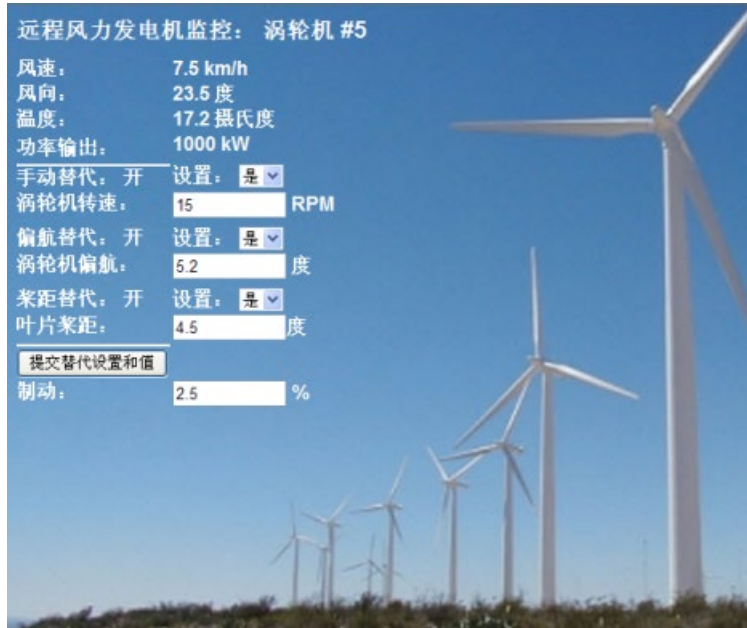 远程风力发电机监控: 涡轮机 #5
风速: 7.5 km/h
风向: 23.5 度
温度: 17.2 摄氏度
功率输出: 1000 kW
手动替代: 开 设置: 是
涡轮机转速: 15 RPM
偏航替代: 开 设置: 是
涡轮机偏航: 5.2 度
桨距替代: 开 设置: 是
叶片桨距: 4.5 度
提交替代设置和值
制动: 2.5 %